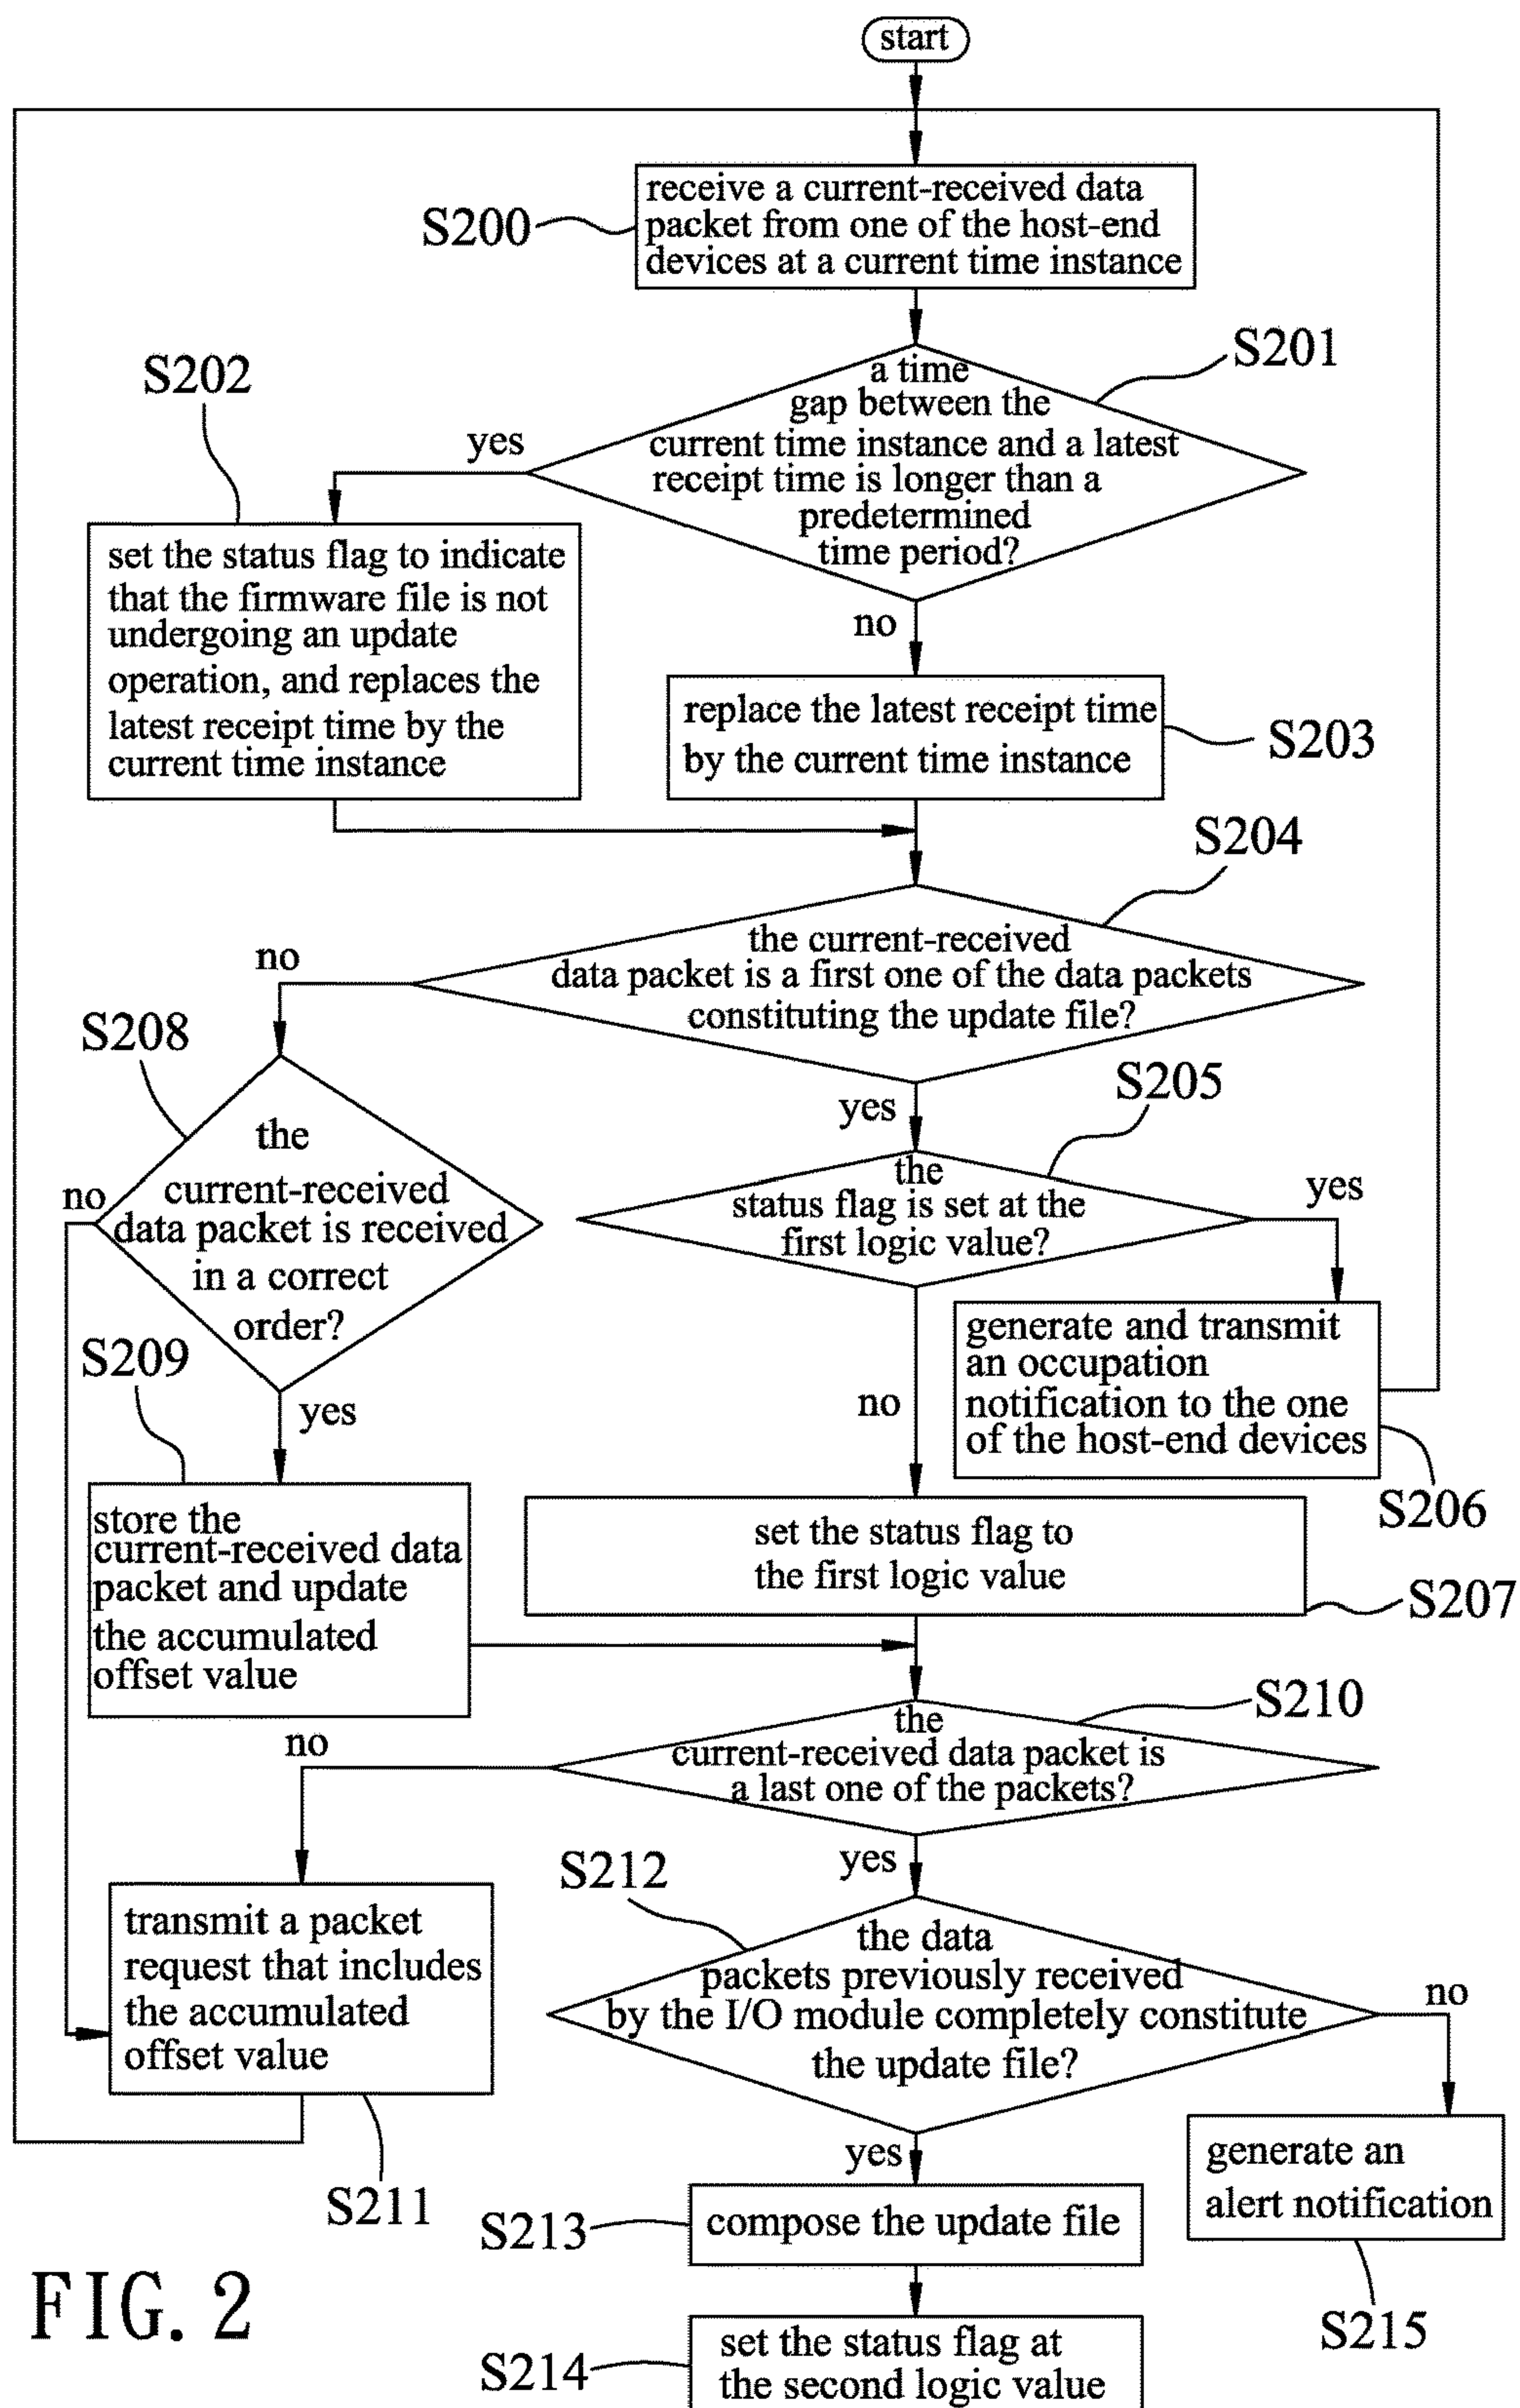 start
receive a current-received data
packet from one of the host-end
devices at a current time instance
S200
a time
gap between the
current time instance and a latest
receipt time is longer than a
predetermined
time period?
S201
yes
no
S202
set the status flag to indicate
that the firmware file is not
undergoing an update
operation, and replaces the
latest receipt time by the
current time instance
replace the latest receipt time
by the current time instance
S203
S204
the current-received
data packet is a first one of the data packets
constituting the update file?
no
yes
S208
the
current-received
data packet is received
in a correct
order?
no
yes
S205
the
status flag is set at the
first logic value?
yes
no
generate and transmit
an occupation
notification to the one
of the host-end devices
S206
S209
store the
current-received data
packet and update
the accumulated
offset value
set the status flag to
the first logic value
S207
S210
the
current-received data packet is
a last one of the packets?
no
yes
transmit a packet
request that includes
the accumulated
offset value
S211
S212
the data
packets previously received
by the I/O module completely constitute
the update file?
no
yes
generate an
alert notification
S215
S213
compose the update file
S214
set the status flag at
the second logic value
FIG. 2